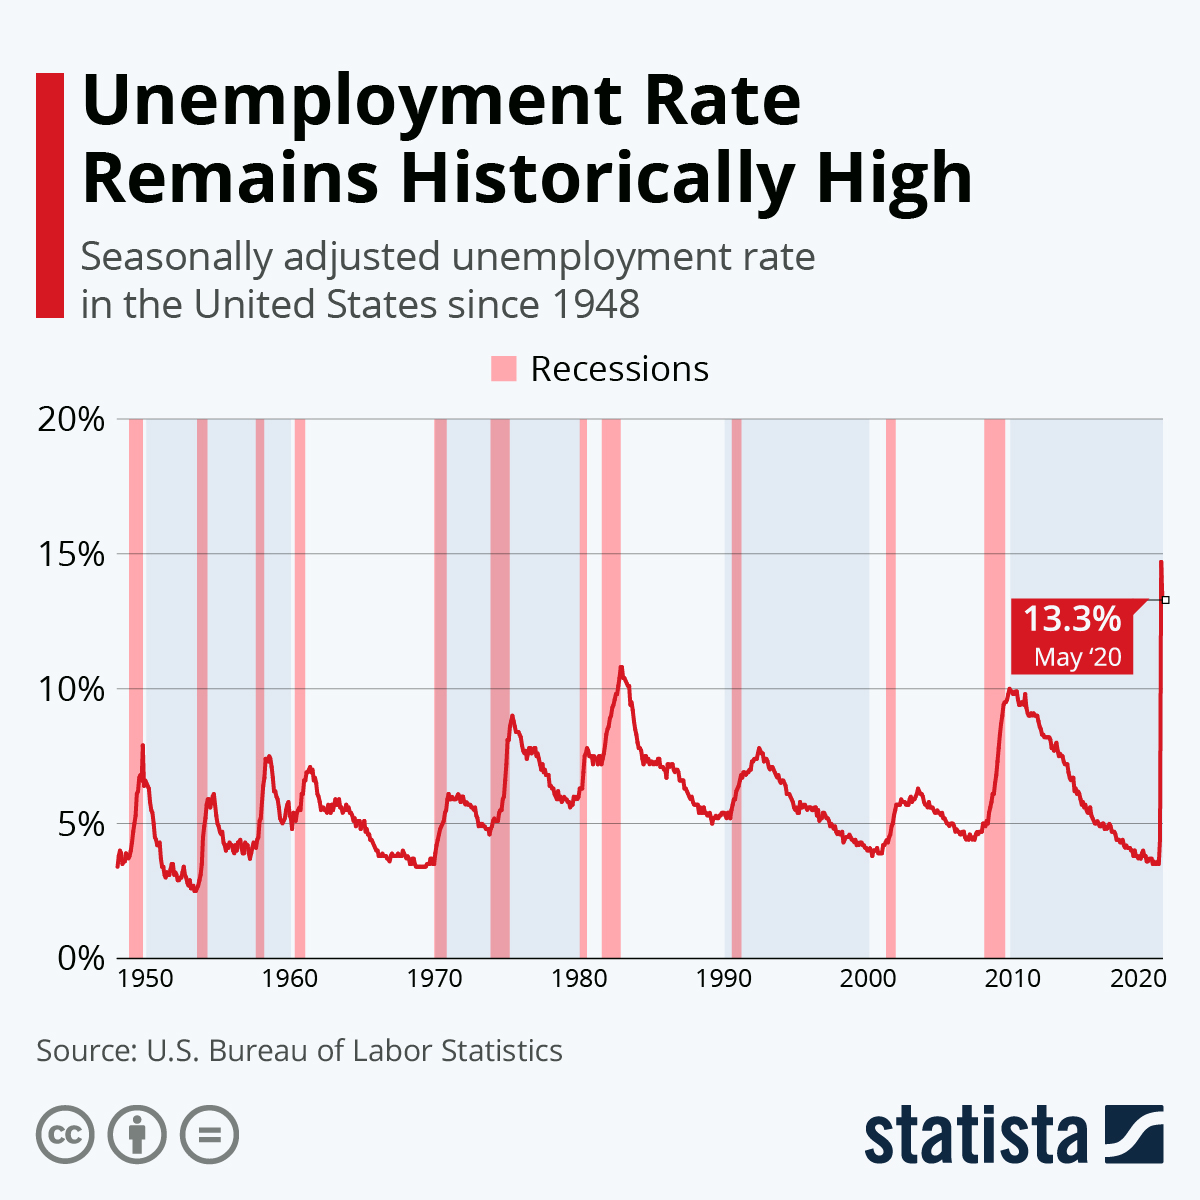 Unemployment Rate
Remains Historically High
Seasonally adjusted unemployment rate
in the United States since 1948
Recessions
20%
15%
10%
5%
0%
13.3%
May ‘20
1950 1960 1970 1980 1990 2000 2010 2020
Source: U.S. Bureau of Labor Statistics
cc
statista